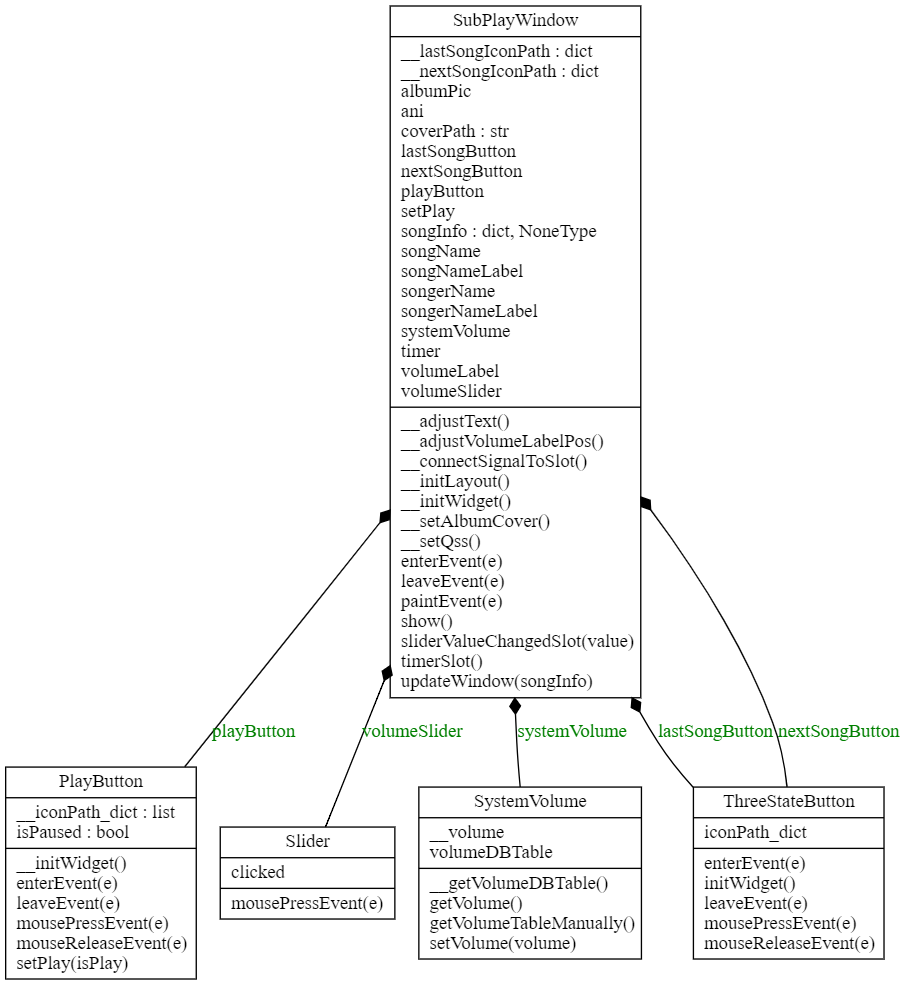 SubPlayWindow
__lastSongIconPath : dict
__nextSongIconPath : dict
albumPic
ani
coverPath : str
lastSongButton
nextSongButton
playButton
setPlay
songInfo : dict, NoneType
songName
songNameLabel
songerName
songerNameLabel
systemVolume
timer
volumeLabel
volumeSlider
__adjustText()
__adjustVolumeLabelPos()
__connectSignalToSlot()
__initLayout()
__initWidget()
__setAlbumCover()
__setQss()
enterEvent(e)
leaveEvent(e)
paintEvent(e)
show()
sliderValueChangedSlot(value)
timerSlot()
updateWindow(songInfo)
playButton
volumeSlider
systemVolume
lastSongButton
nextSongButton
PlayButton
__iconPath_dict : list
isPaused : bool
__initWidget()
enterEvent(e)
leaveEvent(e)
mousePressEvent(e)
mouseReleaseEvent(e)
setPlay(isPlay)
Slider
clicked
mousePressEvent(e)
SystemVolume
__volume
volumeDBTable
__getVolumeDBTable()
getVolume()
getVolumeTableManually()
setVolume(volume)
ThreeStateButton
iconPath_dict
enterEvent(e)
initWidget()
leaveEvent(e)
mousePressEvent(e)
mouseReleaseEvent(e)